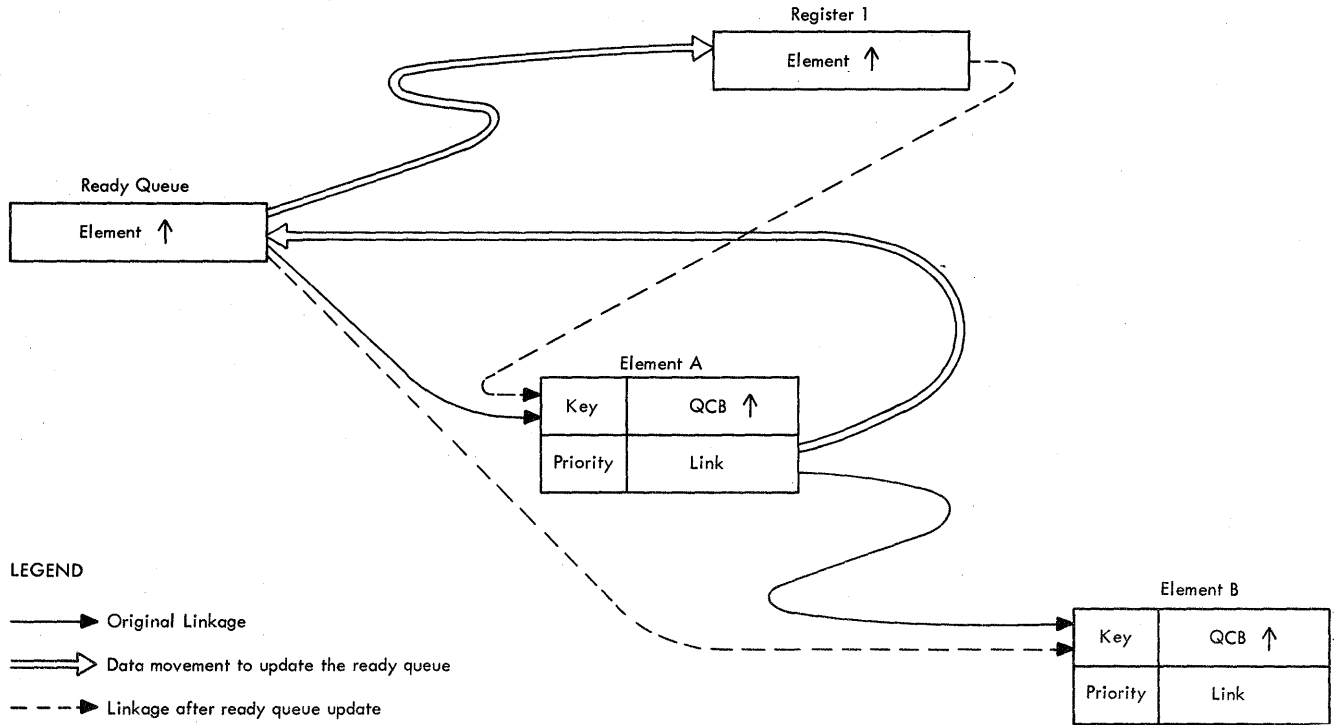 Register 1
Element ↑
Ready Queue
Element ↑
Element A
Key QCB ↑
Priority Link
LEGEND
Original Linkage
Data movement to update the ready queue
Linkage after ready queue update
Element B
Key QCB ↑
Priority Link